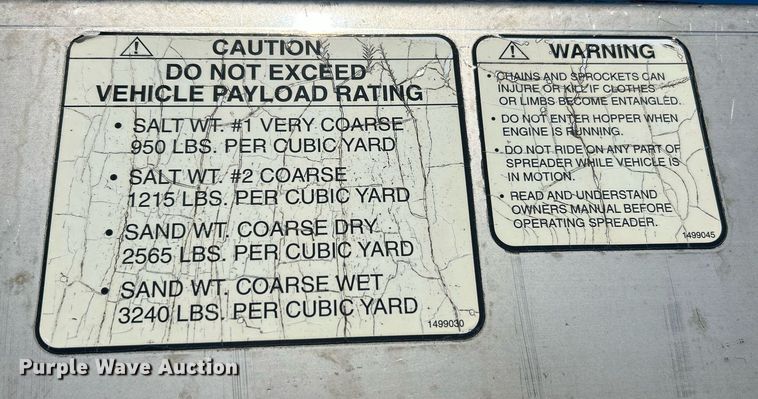 CAUTION
DO NOT EXCEED
VEHICLE PAYLOAD RATING
• SALT WT. #1 VERY COARSE
950 LBS. PER CUBIC YARD
• SALT WT. #2 COARSE
1215 LBS. PER CUBIC YARD
• SAND WT. COARSE DRY
2565 LBS. PER CUBIC YARD
• SAND WT. COARSE WET
3240 LBS. PER CUBIC YARD
1499030
WARNING
• CHAINS AND SPROCKETS CAN
INJURE OR KILL IF CLOTHES
OR LIMBS BECOME ENTANGLED.
• DO NOT ENTER HOPPER WHEN
ENGINE IS RUNNING.
• DO NOT RIDE ON ANY PART OF
SPREADER WHILE VEHICLE IS
IN MOTION.
• READ AND UNDERSTAND
OWNERS MANUAL BEFORE
OPERATING SPREADER.
1499045
Purple Wave Auction